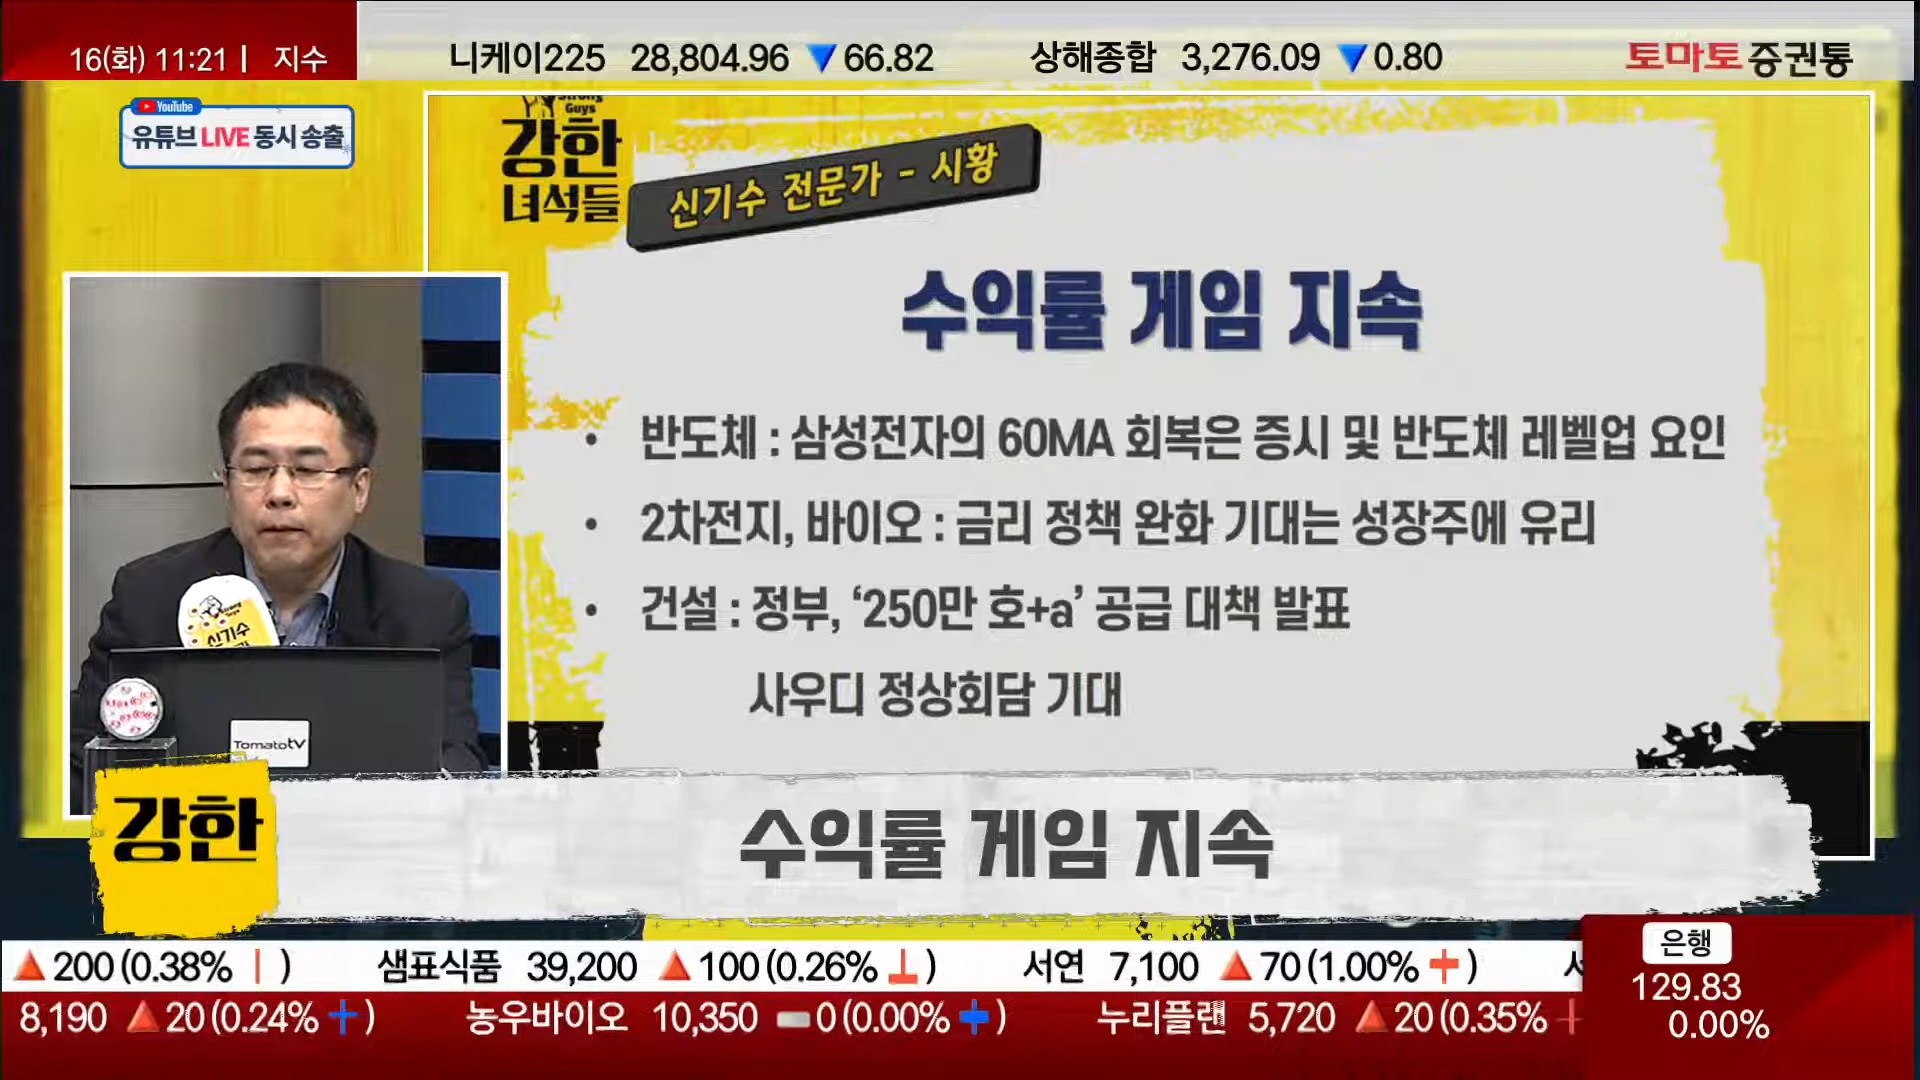 16(화) 11:21 | 지수
니케이225 28,804.96 ▼66.82 상해종합 3,276.09 ▼0.80
토마토증권통
YouTube
유튜브 LIVE 동시 송출
Strong
Guys
강한
녀석들
신기수 전문가 - 시황
수익률 게임 지속
• 반도체 : 삼성전자의 60MA 회복은 증시 및 반도체 레벨업 요인
• 2차전지, 바이오 : 금리 정책 완화 기대는 성장주에 유리
• 건설 : 정부, ‘250만 호+a’ 공급 대책 발표
사우디 정상회담 기대
Strong
Guys
신기수
Tomatotv
강한
수익률 게임 지속
▲200(0.38% ) 샘표식품 39,200 ▲100(0.26% ) 서연 7,100 ▲70(1.00% )
8,190 ▲20(0.24% ) 농우바이오 10,350 0(0.00% ) 누리플랜 5,720 ▲20(0.35%
은행
129.83
0.00%